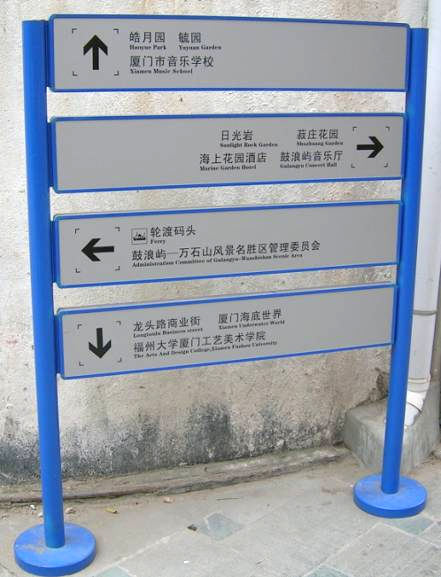 皓月园 毓园
Haoyue Park Yuyuan Garden
厦门市音乐学校
Xiamen Music School
日光岩 菽庄花园
Sunlight Rock Garden Shuzhuang Garden
海上花园酒店 鼓浪屿音乐厅
Marine Garden Hotel Gulangyu Concert Hall
轮渡码头
Ferry
鼓浪屿—万石山风景名胜区管理委员会
Administration Committee of Gulangyu-Wanshishan Scenic Area
龙头路商业街 厦门海底世界
Longtoulu Business street Xiamen Underwater World
福州大学厦门工艺美术学院
The Arts And Design College,Xiamen Fuzhou University